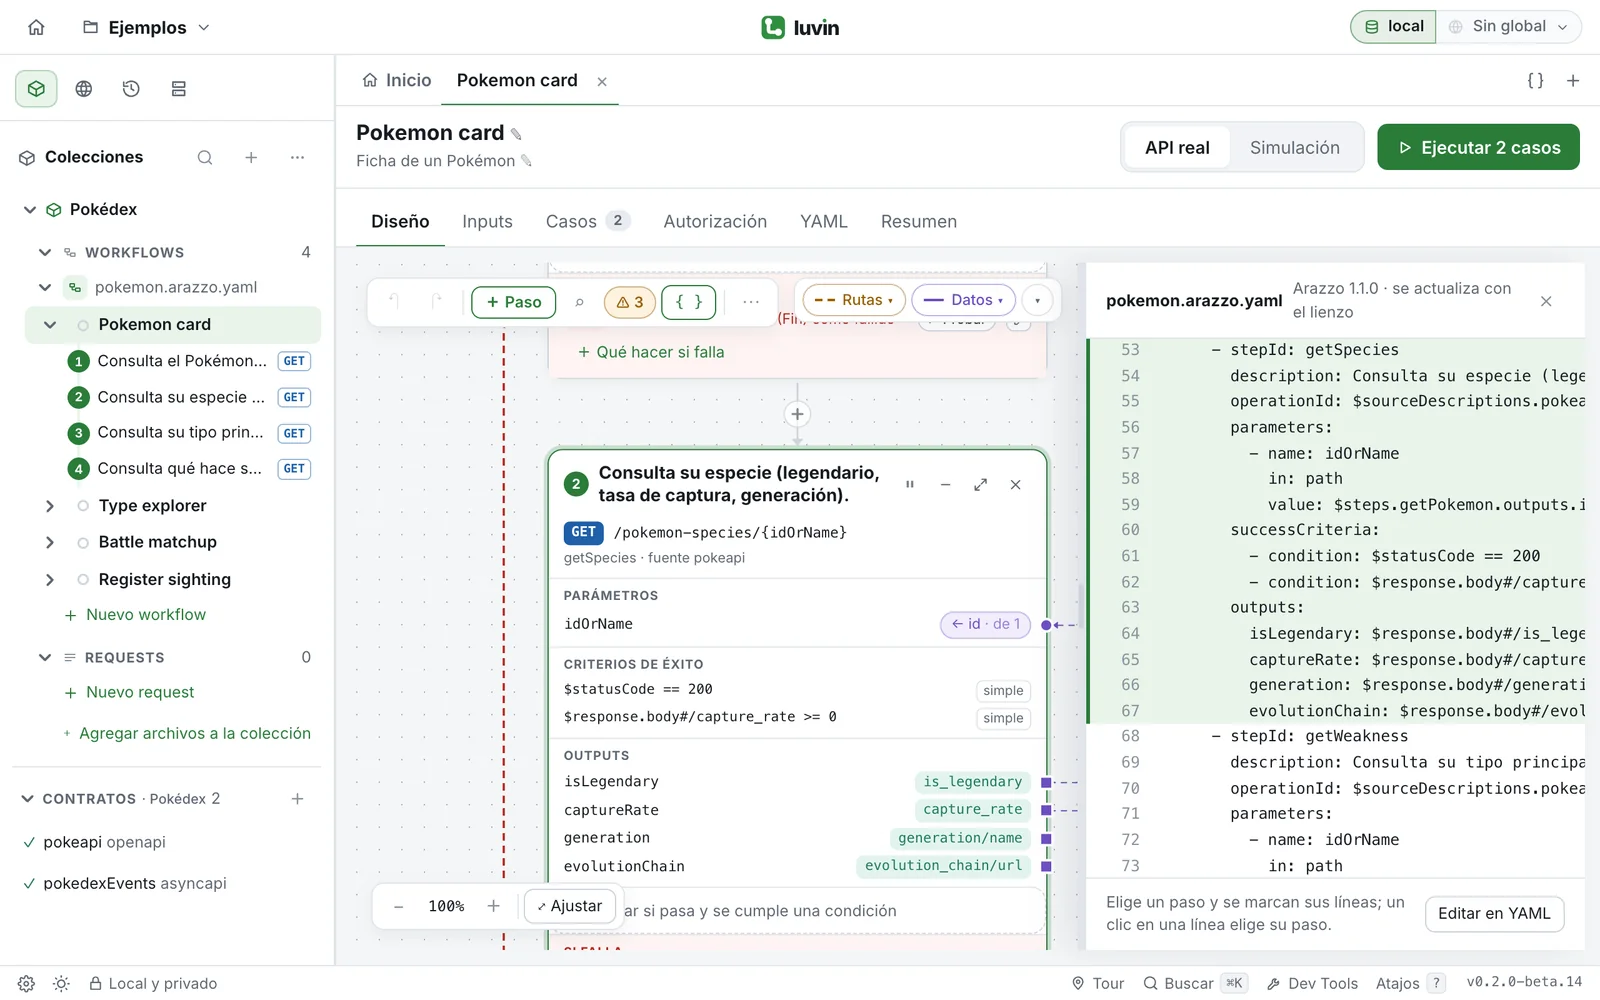 Ejemplos
luvin
local
Sin global
Inicio
Pokemon card
{}
Colecciones
Pokédex
WORKFLOWS 4
pokemon.arazzo.yaml
Pokemon card
1 Consulta el Pokémon... GET
2 Consulta su especie ... GET
3 Consulta su tipo prin... GET
4 Consulta qué hace s... GET
Type explorer
Battle matchup
Register sighting
+ Nuevo workflow
REQUESTS 0
+ Nuevo request
+ Agregar archivos a la colección
CONTRATOS · Pokédex 2
pokeapi openapi
pokedexEvents asyncapi
Pokemon card
Ficha de un Pokémon
API real
Simulación
Ejecutar 2 casos
Diseño
Inputs
Casos 2
Autorización
YAML
Resumen
+ Paso
3
{ }
...
Rutas
Datos
+ Qué hacer si falla
2 Consulta su especie (legendario,
tasa de captura, generación).
GET /pokemon-species/{idOrName}
getSpecies · fuente pokeapi
PARÁMETROS
idOrName ← id · de 1
CRITERIOS DE ÉXITO
$statusCode == 200 simple
$response.body#/capture_rate >= 0 simple
OUTPUTS
isLegendary is_legendary
captureRate capture_rate
generation generation/name
evolutionChain evolution_chain/url
ar si pasa y se cumple una condición
− 100% +
Ajustar
pokemon.arazzo.yaml
Arazzo 1.1.0 · se actualiza con
el lienzo
53 - stepId: getSpecies
54 description: Consulta su especie (lege
55 operationId: $sourceDescriptions.pokea
56 parameters:
57 - name: idOrName
58 in: path
59 value: $steps.getPokemon.outputs.i
60 successCriteria:
61 - condition: $statusCode == 200
62 - condition: $response.body#/capture
63 outputs:
64 isLegendary: $response.body#/is_lege
65 captureRate: $response.body#/capture
66 generation: $response.body#/generati
67 evolutionChain: $response.body#/evol
68 - stepId: getWeakness
69 description: Consulta su tipo principa
70 operationId: $sourceDescriptions.pokea
71 parameters:
72 - name: idOrName
73 in: path
Elige un paso y se marcan sus líneas; un
clic en una línea elige su paso.
Editar en YAML
Local y privado
Tour
Buscar ⌘K
Dev Tools
Atajos ?
v0.2.0-beta.14